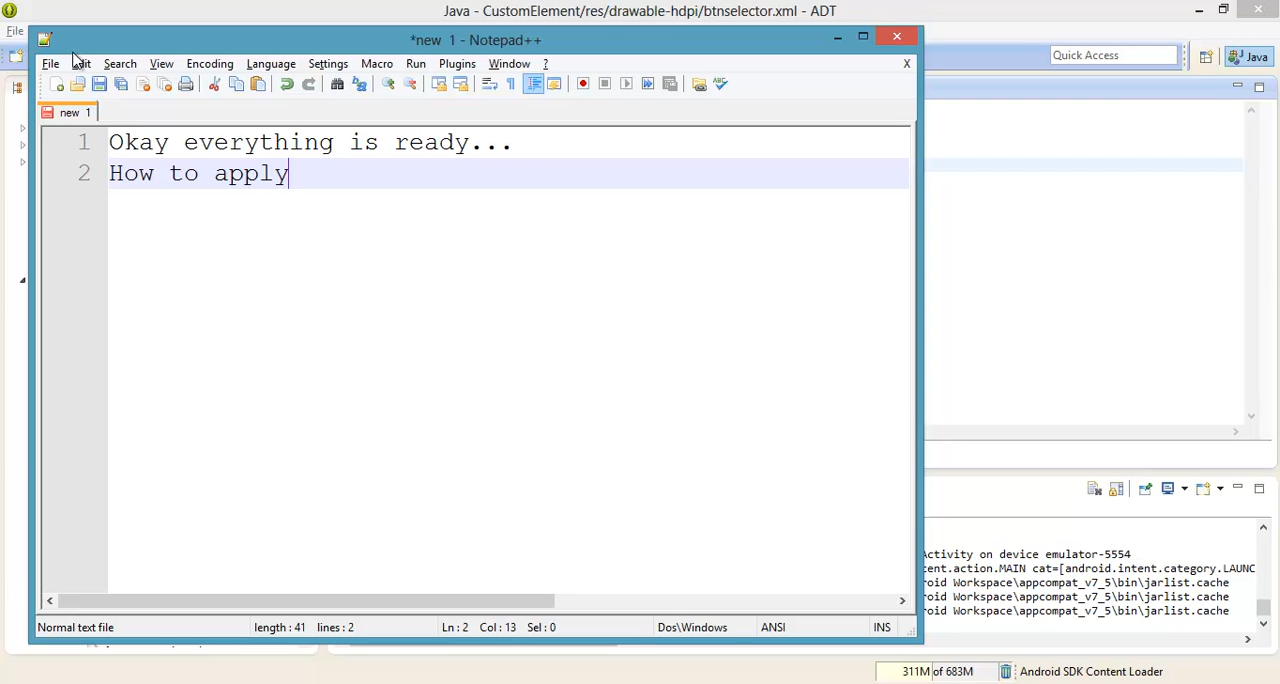 Java - CustomElement/res/drawable-hdpi/btnselector.xml - ADT
File
*new 1 - Notepad++
Quick Access
Java
File Edit Search View Encoding Language Settings Macro Run Plugins Window ? X
new 1
1 Okay everything is ready...
2 How to apply
Activity on device emulator-5554
tent.action.MAIN cat=[android.intent.category.LAUNC
roid Workspace\appcompat_v7_5\bin\jarlist.cache
roid Workspace\appcompat_v7_5\bin\jarlist.cache
roid Workspace\appcompat_v7_5\bin\jarlist.cache
Normal text file length : 41 lines : 2 Ln : 2 Col : 13 Sel : 0 Dos\Windows ANSI INS
311M of 683M Android SDK Content Loader